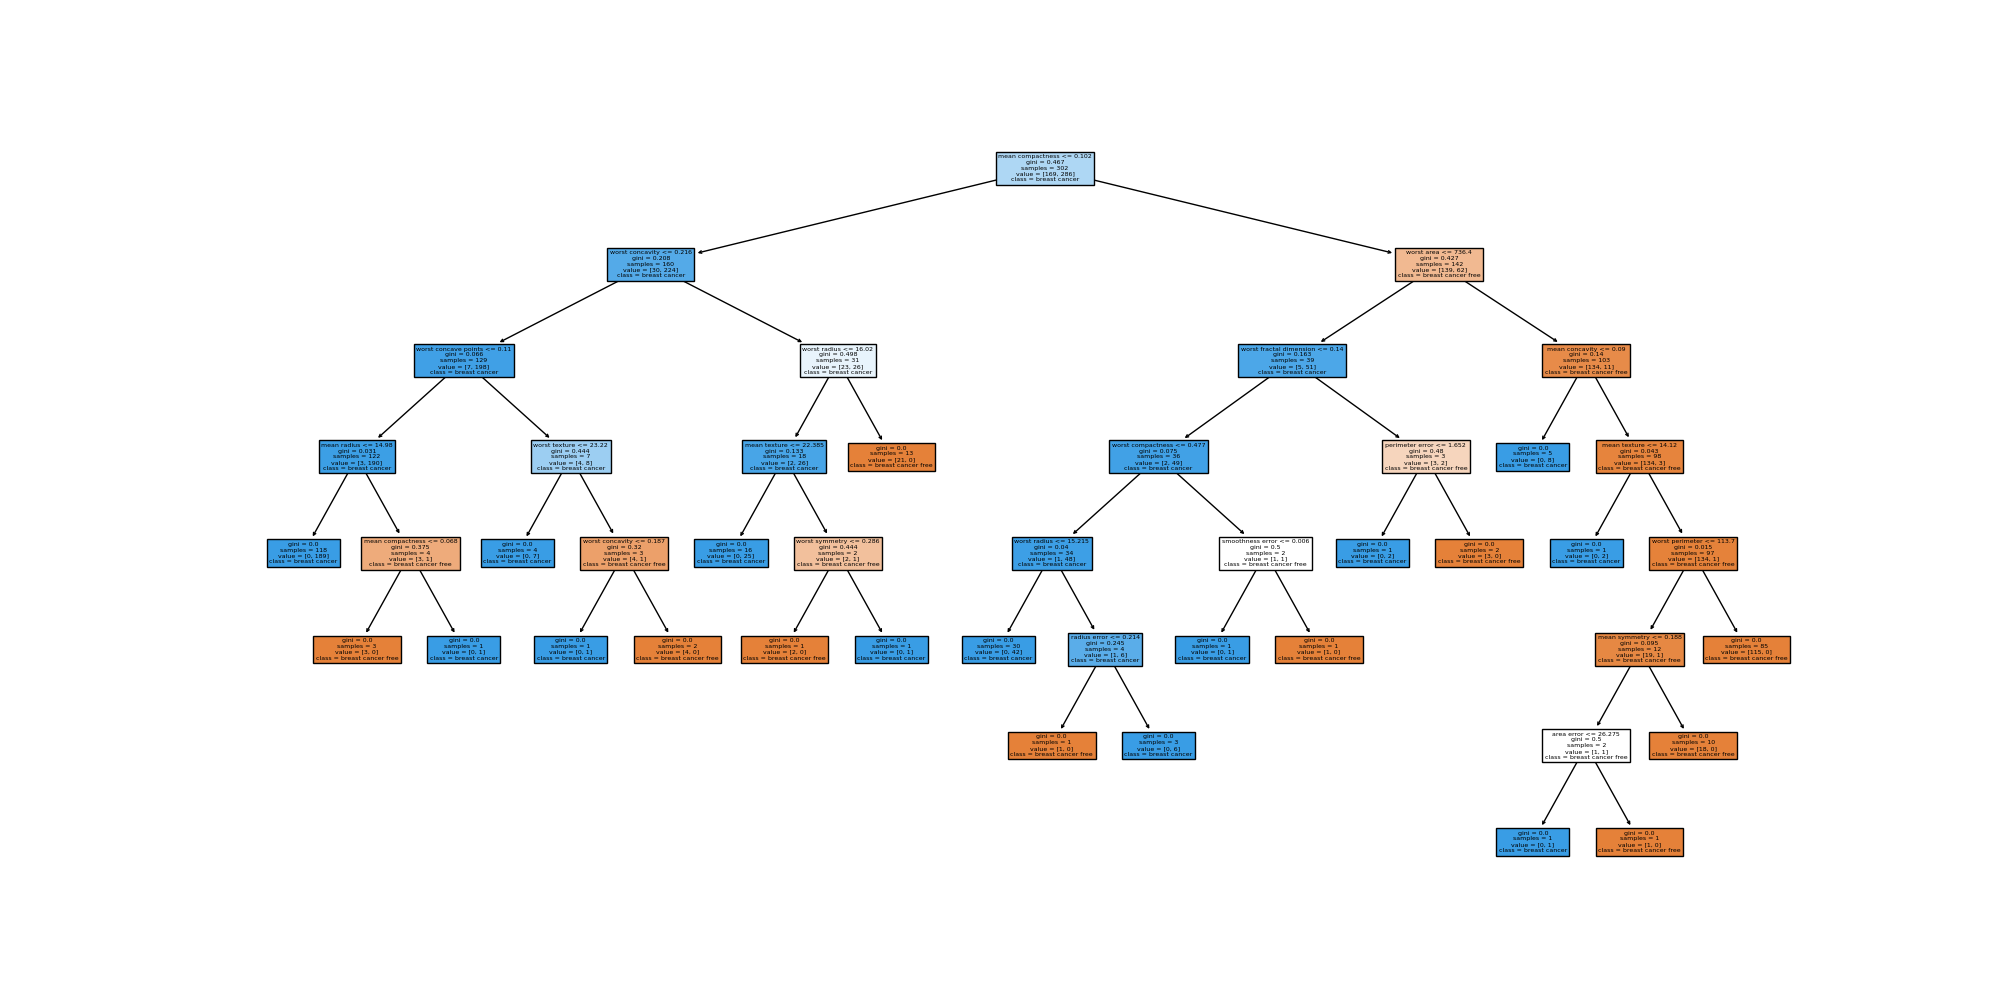 mean compactness <= 0.102
gini = 0.467
samples = 302
value = [169, 286]
class = breast cancer
worst concavity <= 0.216
gini = 0.208
samples = 160
value = [30, 224]
class = breast cancer
worst area <= 736.4
gini = 0.427
samples = 142
value = [139, 62]
class = breast cancer free
worst concave points <= 0.11
gini = 0.066
samples = 129
value = [7, 198]
class = breast cancer
worst radius <= 16.02
gini = 0.498
samples = 31
value = [23, 26]
class = breast cancer
worst fractal dimension <= 0.14
gini = 0.163
samples = 39
value = [5, 51]
class = breast cancer
mean concavity <= 0.09
gini = 0.14
samples = 103
value = [134, 11]
class = breast cancer free
mean radius <= 14.98
gini = 0.031
samples = 122
value = [3, 190]
class = breast cancer
worst texture <= 23.22
gini = 0.444
samples = 7
value = [4, 8]
class = breast cancer
mean texture <= 22.385
gini = 0.133
samples = 18
value = [2, 26]
class = breast cancer
gini = 0.0
samples = 13
value = [21, 0]
class = breast cancer free
worst compactness <= 0.477
gini = 0.075
samples = 36
value = [2, 49]
class = breast cancer
perimeter error <= 1.652
gini = 0.48
samples = 3
value = [3, 2]
class = breast cancer free
gini = 0.0
samples = 5
value = [0, 8]
class = breast cancer
mean texture <= 14.12
gini = 0.043
samples = 98
value = [134, 3]
class = breast cancer free
gini = 0.0
samples = 118
value = [0, 189]
class = breast cancer
mean compactness <= 0.068
gini = 0.375
samples = 4
value = [3, 1]
class = breast cancer free
gini = 0.0
samples = 4
value = [0, 7]
class = breast cancer
worst concavity <= 0.187
gini = 0.32
samples = 3
value = [4, 1]
class = breast cancer free
gini = 0.0
samples = 16
value = [0, 25]
class = breast cancer
worst symmetry <= 0.286
gini = 0.444
samples = 2
value = [2, 1]
class = breast cancer free
worst radius <= 15.215
gini = 0.04
samples = 34
value = [1, 48]
class = breast cancer
smoothness error <= 0.006
gini = 0.5
samples = 2
value = [1, 1]
class = breast cancer free
gini = 0.0
samples = 1
value = [0, 2]
class = breast cancer
gini = 0.0
samples = 2
value = [3, 0]
class = breast cancer free
gini = 0.0
samples = 1
value = [0, 2]
class = breast cancer
worst perimeter <= 113.7
gini = 0.015
samples = 97
value = [134, 1]
class = breast cancer free
gini = 0.0
samples = 3
value = [3, 0]
class = breast cancer free
gini = 0.0
samples = 1
value = [0, 1]
class = breast cancer
gini = 0.0
samples = 1
value = [0, 1]
class = breast cancer
gini = 0.0
samples = 2
value = [4, 0]
class = breast cancer free
gini = 0.0
samples = 1
value = [2, 0]
class = breast cancer free
gini = 0.0
samples = 1
value = [0, 1]
class = breast cancer
gini = 0.0
samples = 30
value = [0, 42]
class = breast cancer
radius error <= 0.214
gini = 0.245
samples = 4
value = [1, 6]
class = breast cancer
gini = 0.0
samples = 1
value = [0, 1]
class = breast cancer
gini = 0.0
samples = 1
value = [1, 0]
class = breast cancer free
mean symmetry <= 0.188
gini = 0.095
samples = 12
value = [19, 1]
class = breast cancer free
gini = 0.0
samples = 85
value = [115, 0]
class = breast cancer free
gini = 0.0
samples = 1
value = [1, 0]
class = breast cancer free
gini = 0.0
samples = 3
value = [0, 6]
class = breast cancer
area error <= 26.275
gini = 0.5
samples = 2
value = [1, 1]
class = breast cancer free
gini = 0.0
samples = 10
value = [18, 0]
class = breast cancer free
gini = 0.0
samples = 1
value = [0, 1]
class = breast cancer
gini = 0.0
samples = 1
value = [1, 0]
class = breast cancer free